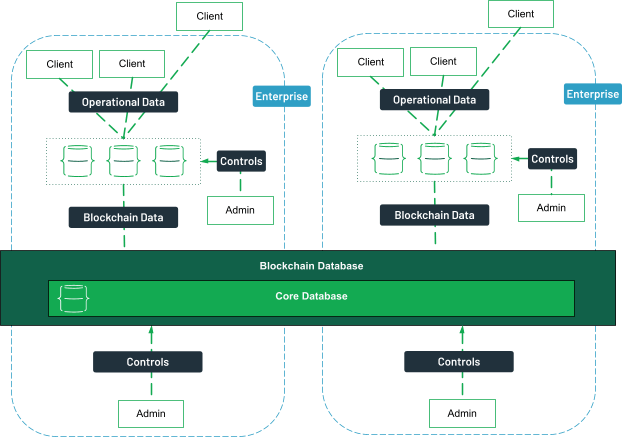 Client
Client
Client
Client
Operational Data
Enterprise
Controls
Admin
Blockchain Data
Client
Client
Operational Data
Enterprise
Controls
Admin
Blockchain Data
Blockchain Database
Core Database
Controls
Admin
Controls
Admin